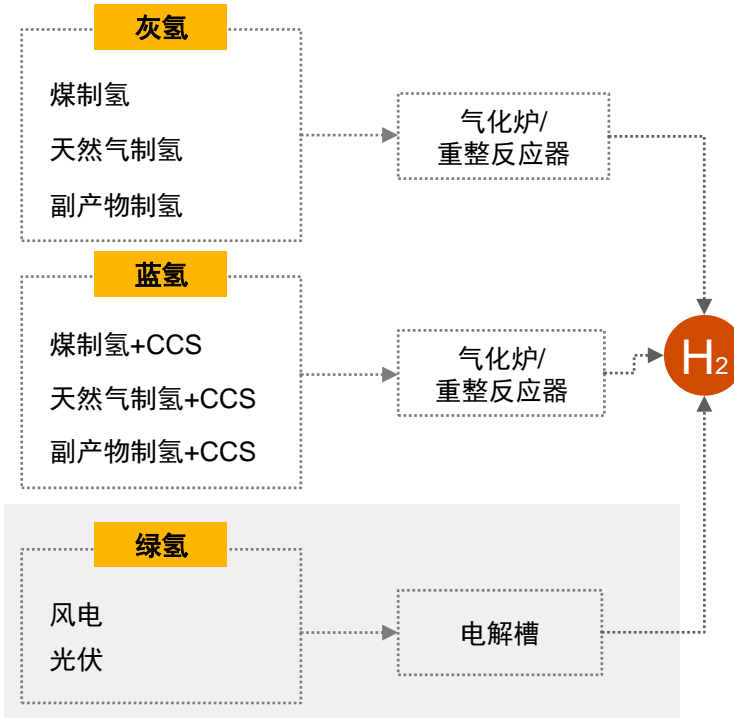 灰氢
煤制氢
天然气制氢
副产物制氢
气化炉/
重整反应器
蓝氢
煤制氢+CCS
天然气制氢+CCS
副产物制氢+CCS
气化炉/
重整反应器
H₂
绿氢
风电
光伏
电解槽